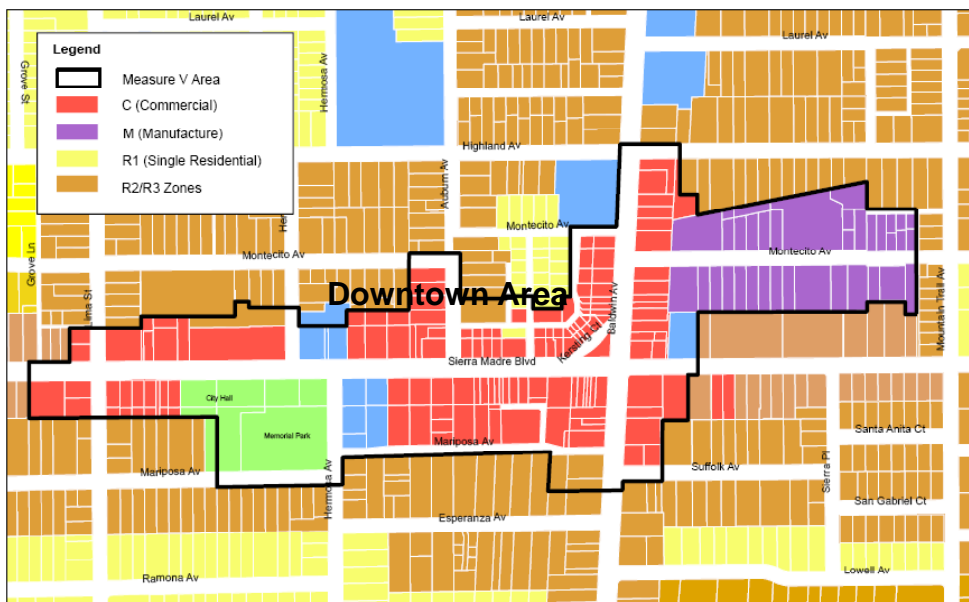 Laurel Av
Laurel Av
Laurel Av
Legend
Measure V Area
C (Commercial)
M (Manufacture)
R1 (Single Residential)
R2/R3 Zones
Grove St
Hermosa Av
Highland Av
Auburn Av
Montecito Av
Montecito Av
Montecito Av
Grove Ln
Lima St
Downtown Area
Baldwin Av
Kersting Ct
Mountain Trail Av
Sierra Madre Blvd
City Hall
Memorial Park
Mariposa Av
Mariposa Av
Hermosa Av
Santa Anita Ct
Suffolk Av
Sierra Pl
San Gabriel Ct
Esperanza Av
Ramona Av
Lowell Av